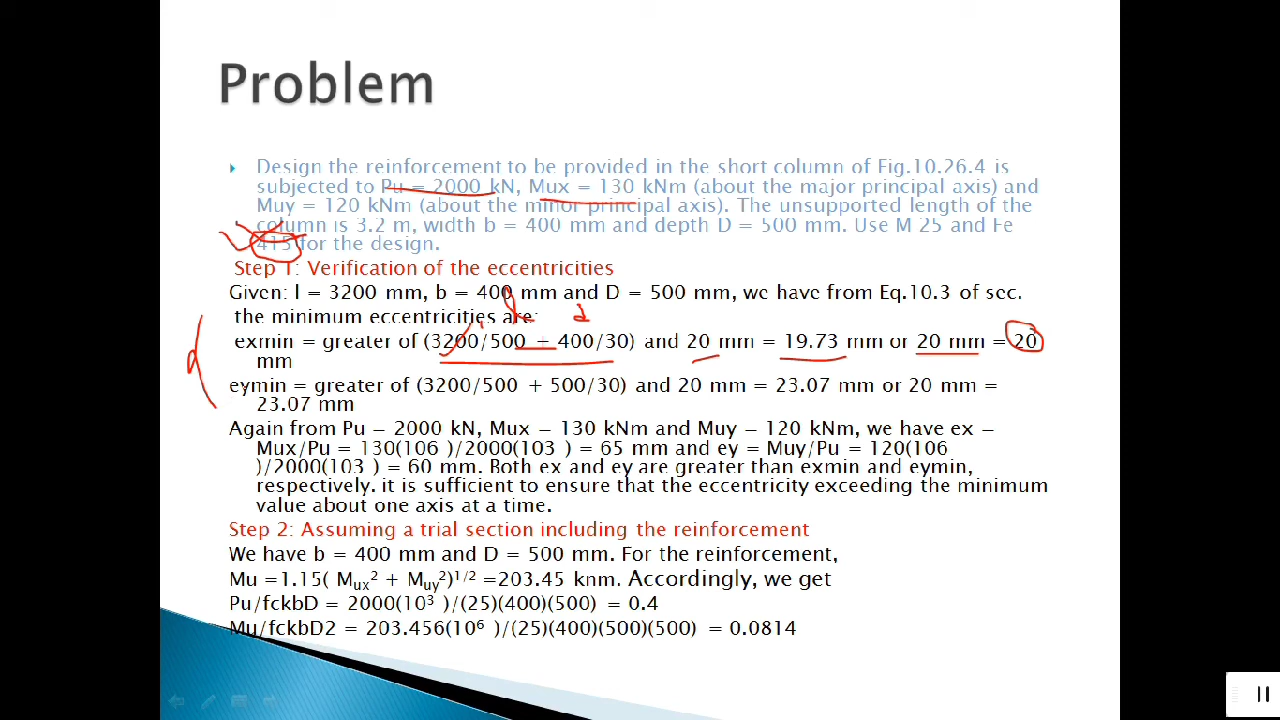 Problem
Design the reinforcement to be provided in the short column of Fig.10.26.4 is
subjected to Pu = 2000 kN, Mux = 130 kNm (about the major principal axis) and
Muy = 120 kNm (about the minor principal axis). The unsupported length of the
column is 3.2 m, width b = 400 mm and depth D = 500 mm. Use M 25 and Fe
415 for the design.
Step 1: Verification of the eccentricities
Given: l = 3200 mm, b = 400 mm and D = 500 mm, we have from Eq.10.3 of sec.
the minimum eccentricities are:
exmin = greater of (3200/500 + 400/30) and 20 mm = 19.73 mm or 20 mm = 20
mm
eymin = greater of (3200/500 + 500/30) and 20 mm = 23.07 mm or 20 mm =
23.07 mm
Again from Pu = 2000 kN, Mux = 130 kNm and Muy = 120 kNm, we have ex =
Mux/Pu = 130(106 )/2000(103 ) = 65 mm and ey = Muy/Pu = 120(106
)/2000(103 ) = 60 mm. Both ex and ey are greater than exmin and eymin,
respectively. it is sufficient to ensure that the eccentricity exceeding the minimum
value about one axis at a time.
Step 2: Assuming a trial section including the reinforcement
We have b = 400 mm and D = 500 mm. For the reinforcement,
Mu =1.15( Mux² + Muy²)¹/² =203.45 knm. Accordingly, we get
Pu/fckbD = 2000(10³ )/(25)(400)(500) = 0.4
Mu/fckbD2 = 203.456(10⁶ )/(25)(400)(500)(500) = 0.0814